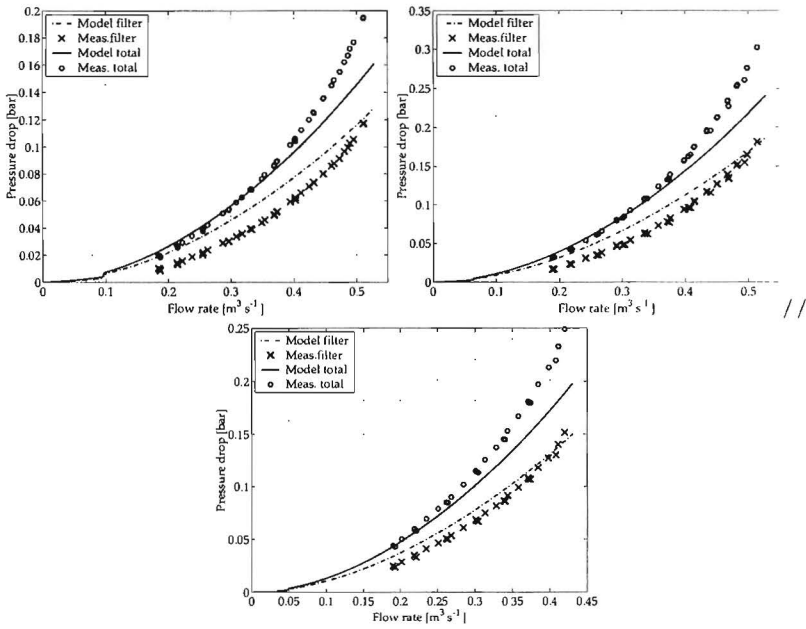 0.2
0.18
0.16
0.14
0.12
0.1
0.08
0.06
0.04
0.02
0
Pressure drop [bar]
Model filter
Meas.filter
Model total
Meas. total
0 0.1 0.2 0.3 0.4 0.5
Flow rate [m³ s⁻¹]
0.35
0.3
0.25
0.2
0.15
0.1
0.05
0
Pressure drop [bar]
Model filter
Meas.filter
Model total
Meas. total
0 0.1 0.2 0.3 0.4 0.5
Flow rate [m³ s⁻¹]
//
0.25
0.2
0.15
0.1
0.05
0
Pressure drop [bar]
Model filter
Meas.filter
Model total
Meas. total
0 0.05 0.1 0.15 0.2 0.25 0.3 0.35 0.4 0.45
Flow rate [m³ s⁻¹]